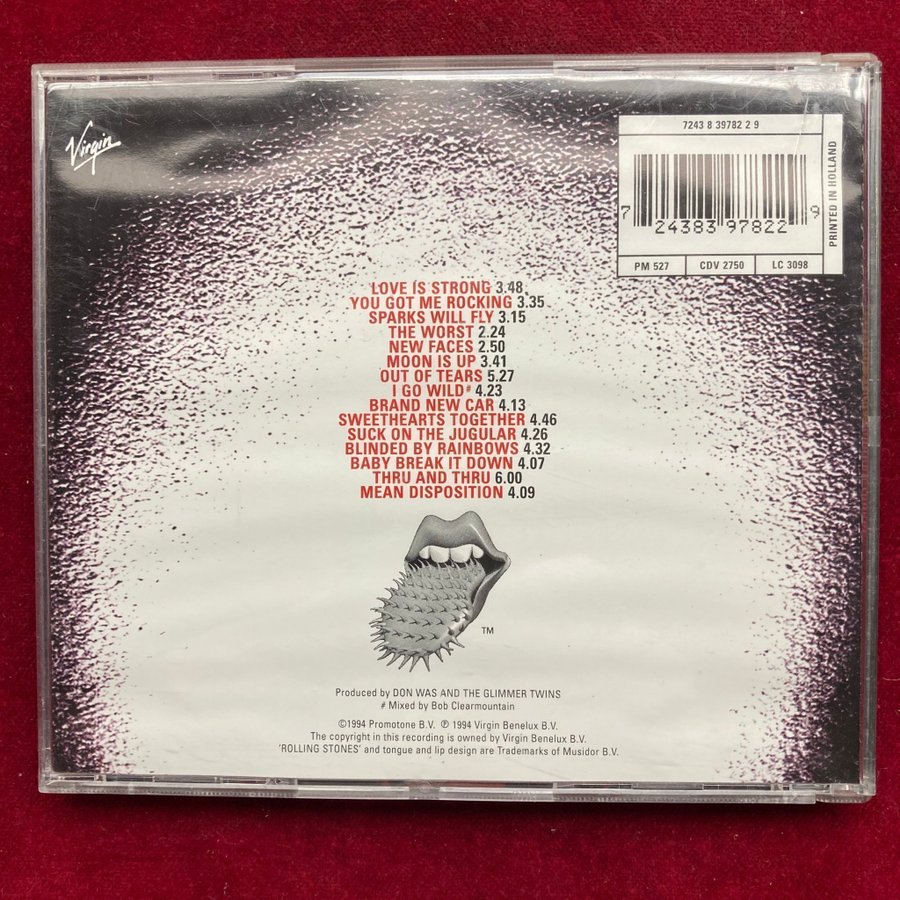 Virgin
7243 8 39782 2 9
7 24383 97822 9
PRINTED IN HOLLAND
PM 527 CDV 2750 LC 3098
LOVE IS STRONG 3.48
YOU GOT ME ROCKING 3.35
SPARKS WILL FLY 3.15
THE WORST 2.24
NEW FACES 2.50
MOON IS UP 3.41
OUT OF TEARS 5.27
I GO WILD# 4.23
BRAND NEW CAR 4.13
SWEETHEARTS TOGETHER 4.46
SUCK ON THE JUGULAR 4.26
BLINDED BY RAINBOWS 4.32
BABY BREAK IT DOWN 4.07
THRU AND THRU 6.00
MEAN DISPOSITION 4.09
TM
Produced by DON WAS AND THE GLIMMER TWINS
# Mixed by Bob Clearmountain
©1994 Promotone B.V. ℗ 1994 Virgin Benelux B.V.
The copyright in this recording is owned by Virgin Benelux B.V.
'ROLLING STONES' and tongue and lip design are Trademarks of Musidor B.V.